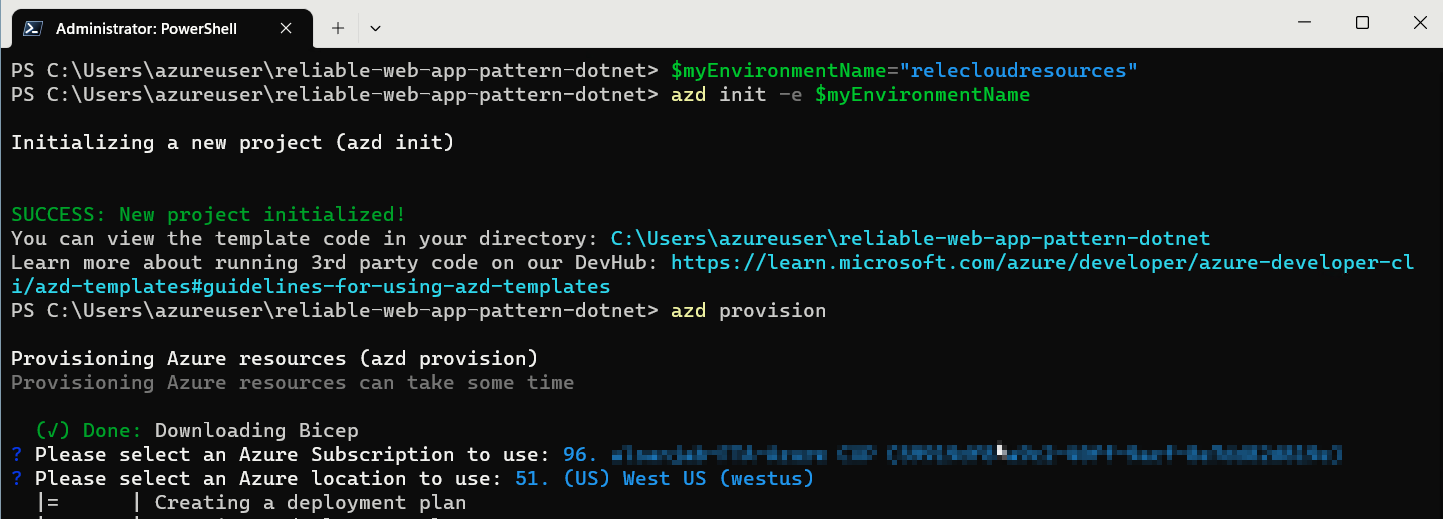 Administrator: PowerShell
PS C:\Users\azureuser\reliable-web-app-pattern-dotnet> $myEnvironmentName="relecloudresources"
PS C:\Users\azureuser\reliable-web-app-pattern-dotnet> azd init -e $myEnvironmentName
Initializing a new project (azd init)
SUCCESS: New project initialized!
You can view the template code in your directory: C:\Users\azureuser\reliable-web-app-pattern-dotnet
Learn more about running 3rd party code on our DevHub: https://learn.microsoft.com/azure/developer/azure-developer-cl
i/azd-templates#guidelines-for-using-azd-templates
PS C:\Users\azureuser\reliable-web-app-pattern-dotnet> azd provision
Provisioning Azure resources (azd provision)
Provisioning Azure resources can take some time
(√) Done: Downloading Bicep
? Please select an Azure Subscription to use: 96.
? Please select an Azure location to use: 51. (US) West US (westus)
|=      | Creating a deployment plan